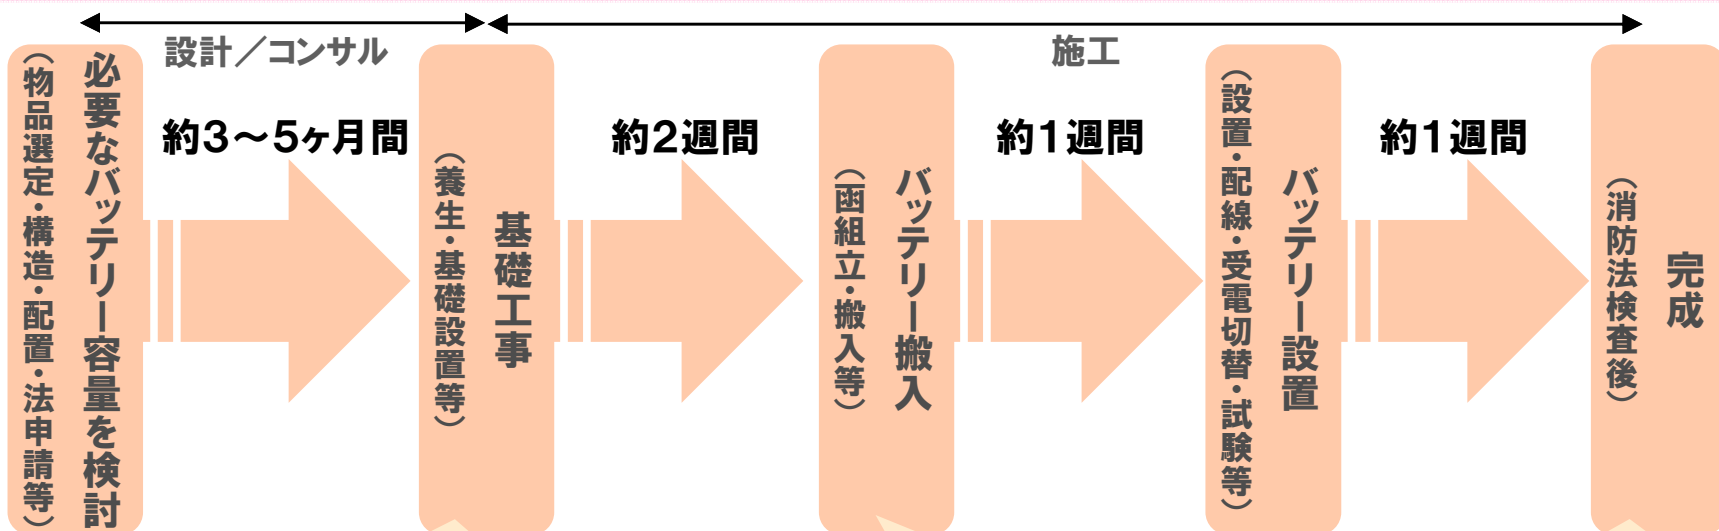 設計／コンサル
施工
必要なバッテリー容量を検討
（物品選定・構造・配置・法申請等）
約3～5ヶ月間
基礎工事
（養生・基礎設置等）
約2週間
バッテリー搬入
（函組立・搬入等）
約1週間
バッテリー設置
（設置・配線・受電切替・試験等）
約1週間
完成
（消防法検査後）